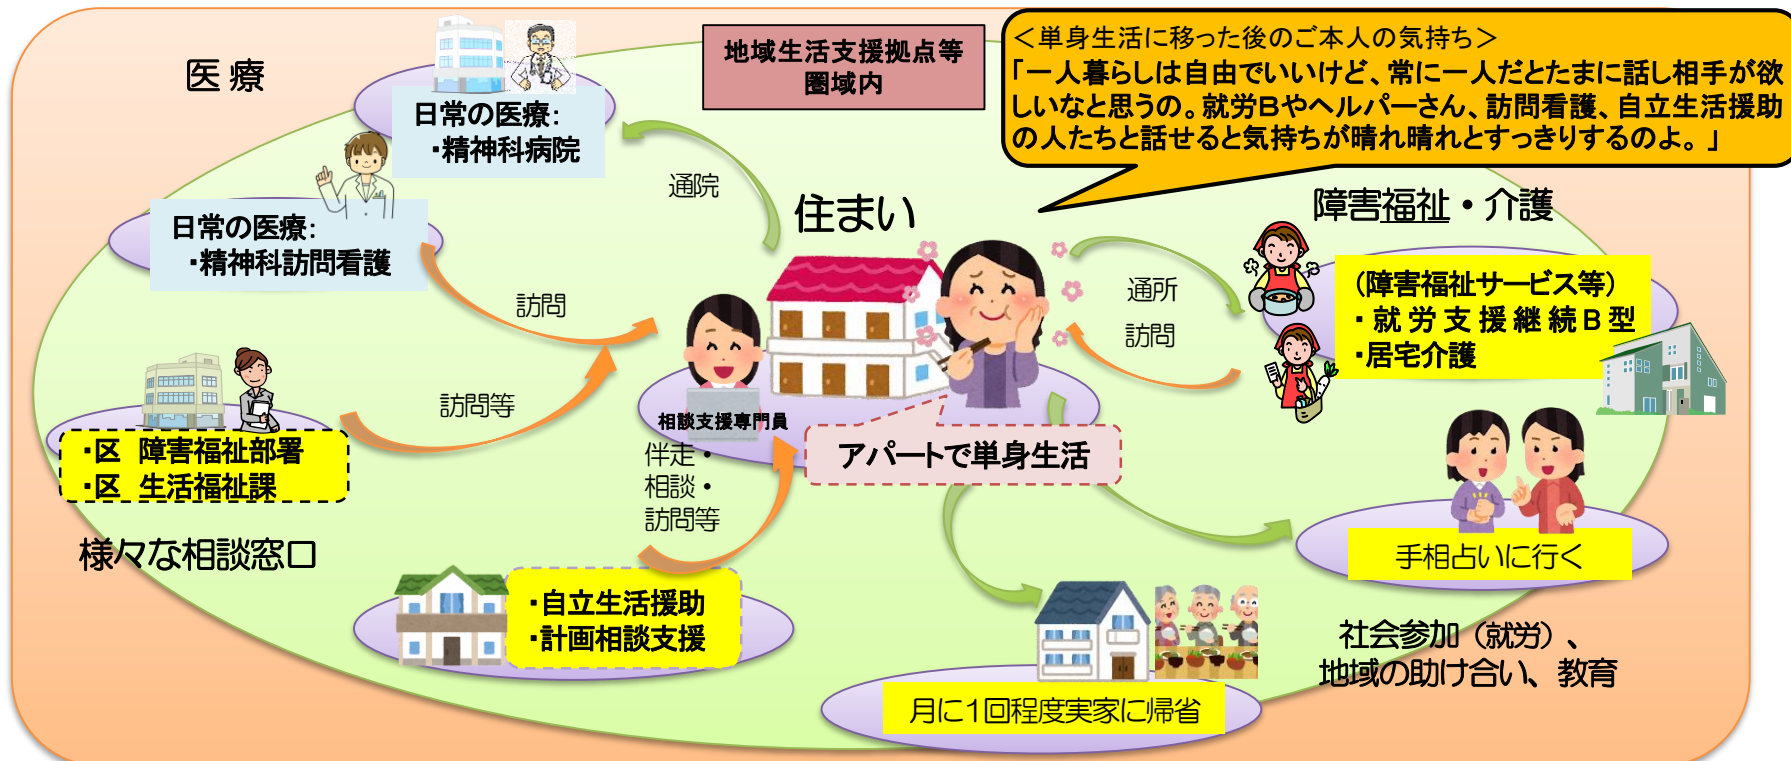 医 療
地域生活支援拠点等
圏域内
＜単身生活に移った後のご本人の気持ち＞
「一人暮らしは自由でいいけど、常に一人だとたまに話し相手が欲
しいなと思うの。就労Bやヘルパーさん、訪問看護、自立生活援助
の人たちと話せると気持ちが晴れ晴れとすっきりするのよ。」
日常の医療：
・精神科病院
通院
日常の医療：
・精神科訪問看護
訪問
住まい
障害福祉・介護
通所
訪問
（障害福祉サービス等）
・就労支援継続B型
・居宅介護
訪問等
・区 障害福祉部署
・区 生活福祉課
様々な相談窓口
相談支援専門員
伴走・
相談・
訪問等
アパートで単身生活
・自立生活援助
・計画相談支援
手相占いに行く
月に1回程度実家に帰省
社会参加（就労）、
地域の助け合い、教育